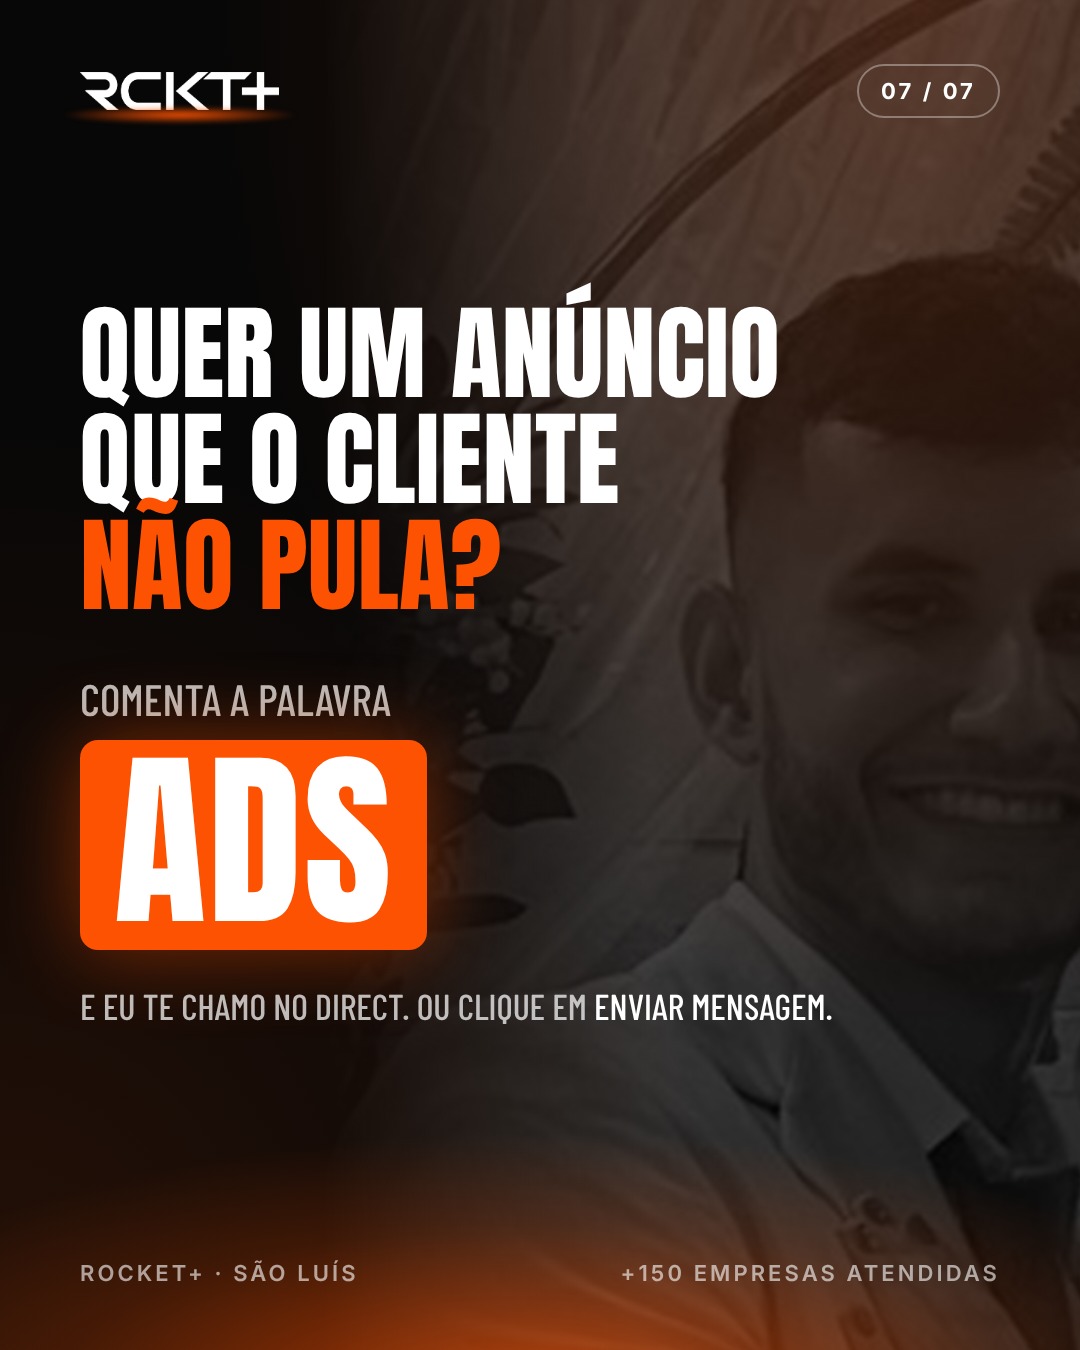 RCKT+
07 / 07
QUER UM ANÚNCIO
QUE O CLIENTE
NÃO PULA?
COMENTA A PALAVRA
ADS
E EU TE CHAMO NO DIRECT. OU CLIQUE EM ENVIAR MENSAGEM.
ROCKET+ · SÃO LUÍS
+150 EMPRESAS ATENDIDAS